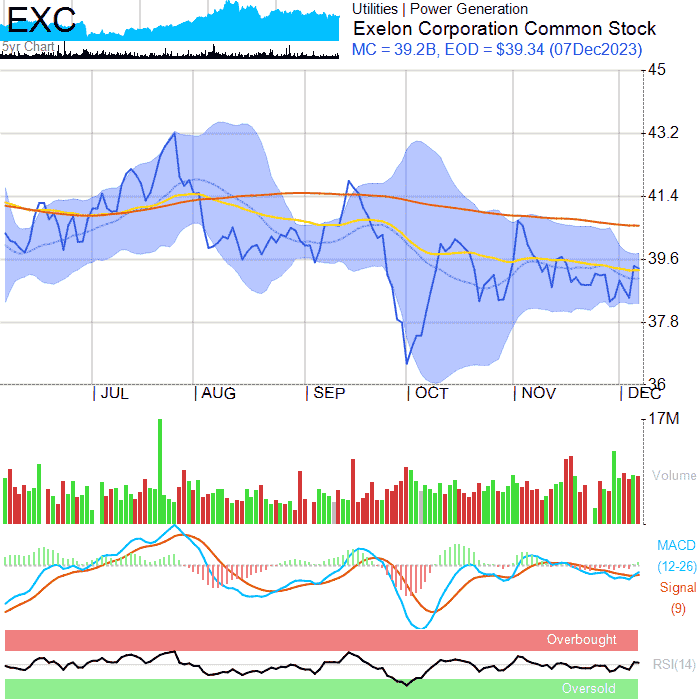 EXC
5yr Chart
Utilities | Power Generation
Exelon Corporation Common Stock
MC = 39.2B, EOD = $39.34 (07Dec2023)
45
43.2
41.4
39.6
37.8
36
JUL AUG SEP OCT NOV DEC
17M
Volume
MACD
(12-26)
Signal
(9)
Overbought
RSI(14)
Oversold